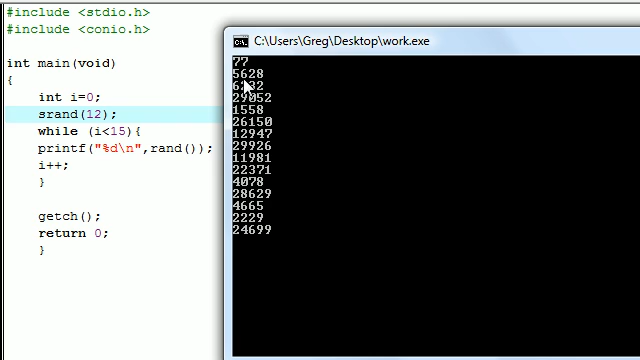 #include <stdio.h>
#include <conio.h>
int main(void)
{
int i=0;
srand(12);
while (i<15){
printf("%d\n",rand());
i++;
}
getch();
return 0;
}
C:\Users\Greg\Desktop\work.exe
77
5628
6232
29052
1558
26150
12947
29926
11981
22371
4078
28629
4665
2229
24699